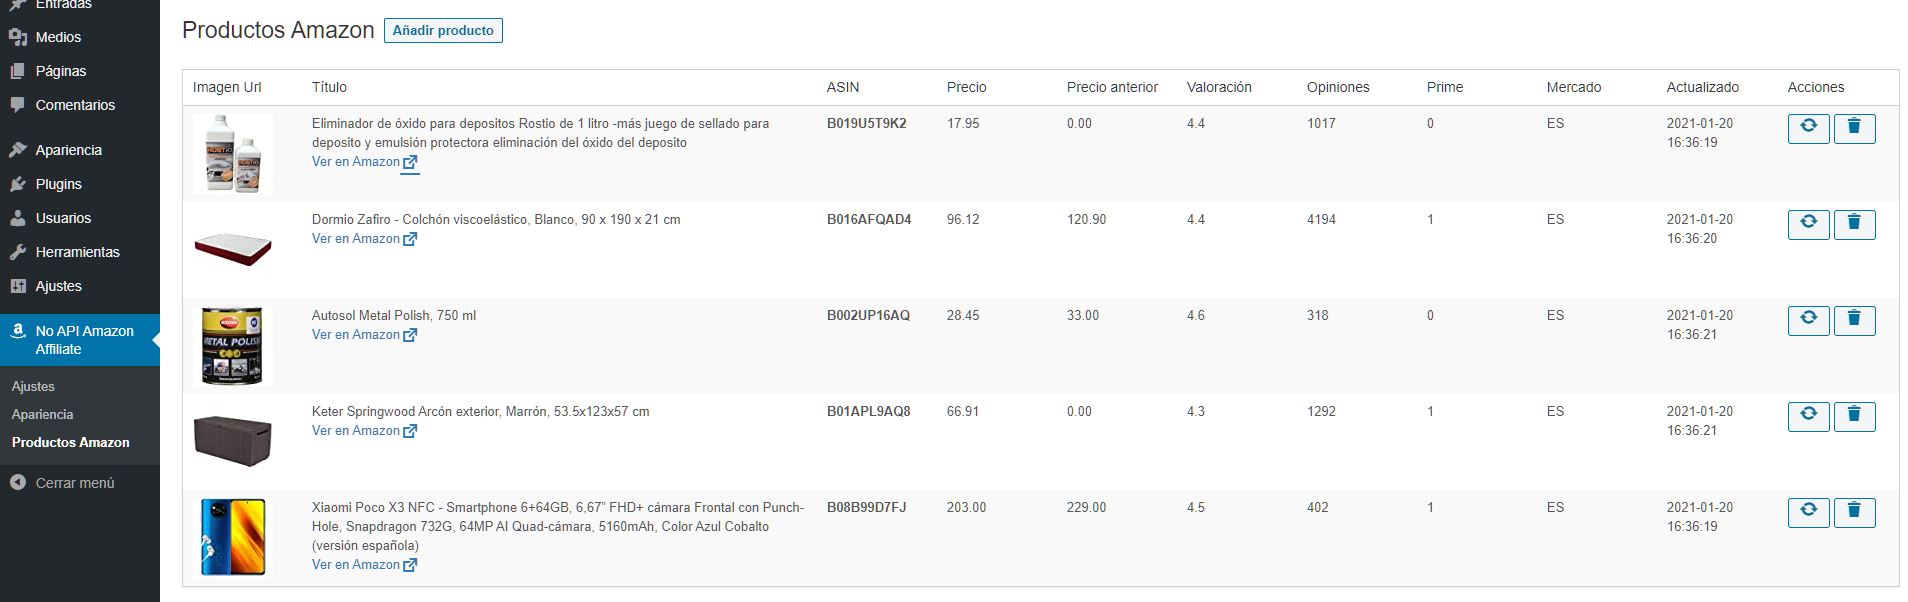 Entradas
Medios
Páginas
Comentarios
Apariencia
Plugins
Usuarios
Herramientas
Ajustes
No API Amazon
Affiliate
Ajustes
Apariencia
Productos Amazon
Cerrar menú
Productos Amazon Añadir producto
Imagen Url Título ASIN Precio Precio anterior Valoración Opiniones Prime Mercado Actualizado Acciones
Eliminador de óxido para depositos Rostio de 1 litro -más juego de sellado para B019U5T9K2 17.95 0.00 4.4 1017 0 ES 2021-01-20
deposito y emulsión protectora eliminación del óxido del deposito 16:36:19
Ver en Amazon
Dormio Zafiro - Colchón viscoelástico, Blanco, 90 x 190 x 21 cm B016AFQAD4 96.12 120.90 4.4 4194 1 ES 2021-01-20
Ver en Amazon 16:36:20
Autosol Metal Polish, 750 ml B002UP16AQ 28.45 33.00 4.6 318 0 ES 2021-01-20
Ver en Amazon 16:36:21
METAL POLISH
Keter Springwood Arcón exterior, Marrón, 53.5x123x57 cm B01APL9AQ8 66.91 0.00 4.3 1292 1 ES 2021-01-20
Ver en Amazon 16:36:21
Xiaomi Poco X3 NFC - Smartphone 6+64GB, 6,67” FHD+ cámara Frontal con Punch- B08B99D7FJ 203.00 229.00 4.5 402 1 ES 2021-01-20
Hole, Snapdragon 732G, 64MP AI Quad-cámara, 5160mAh, Color Azul Cobalto 16:36:19
(versión española)
Ver en Amazon